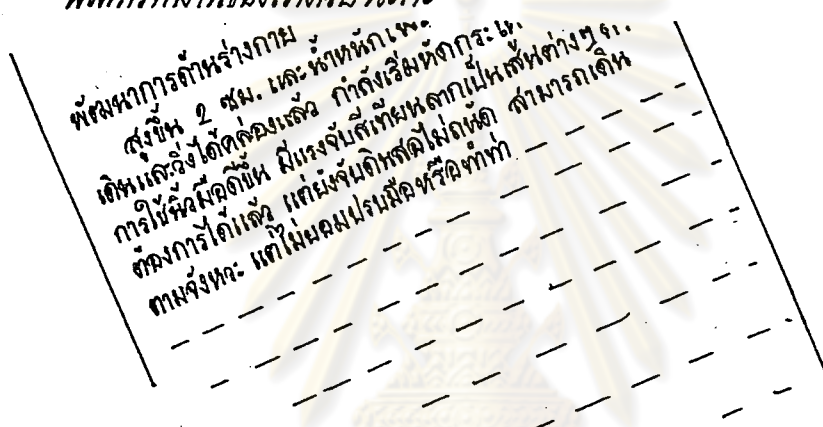 พัฒนาการด้านร่างกาย
สูงขึ้น 2 ซม. และน้ำหนักเพิ่ม
เดินและวิ่งได้คล่องแล้ว กำลังเริ่มหัดกระโ
การใช้นิ้วมือดีขึ้น มีแรงจับสีเทียนลากเป็นเส้นต่างๆ
ต้องการได้แล้ว แต่ยังจับดินสอไม่ถนัด สามารถเดิน
ตามจังหวะ แต่ไม่ยอมปรบมือหรือทำท่า